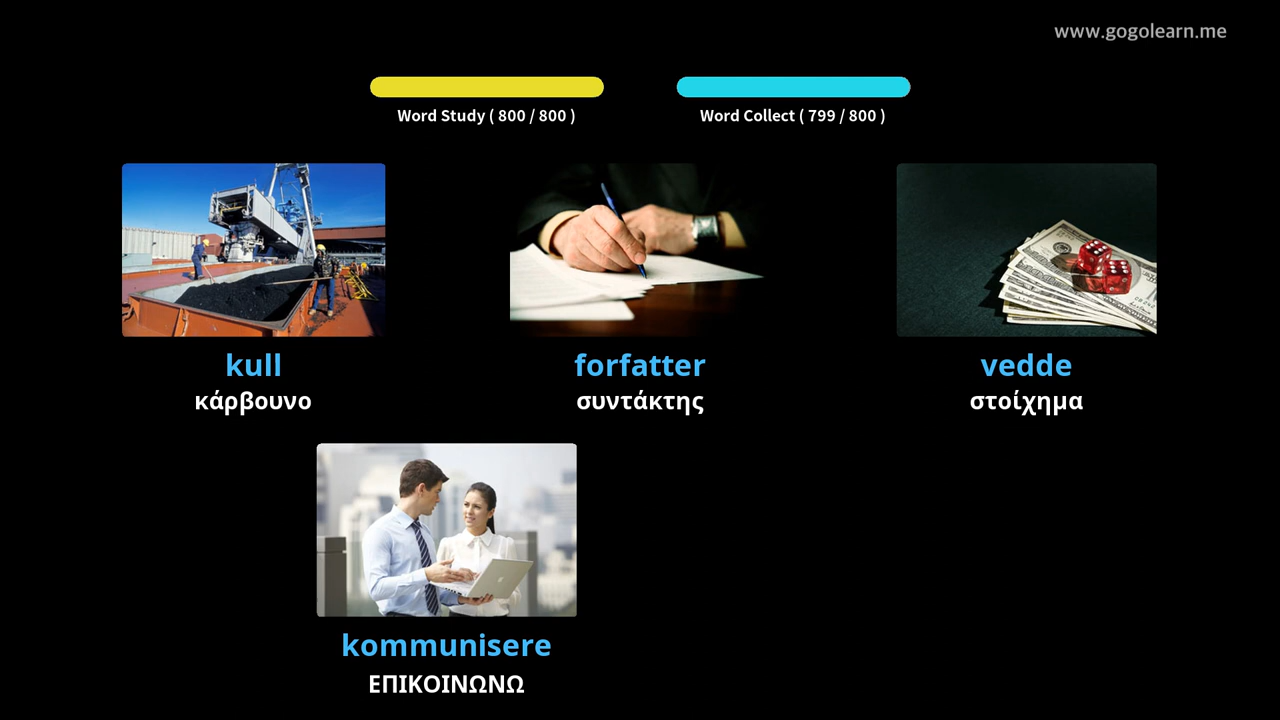 www.gogolearn.me
Word Study ( 800 / 800 )
Word Collect ( 799 / 800 )
kull
κάρβουνο
forfatter
συντάκτης
vedde
στοίχημα
kommunisere
ΕΠΙΚΟΙΝΩΝΩ